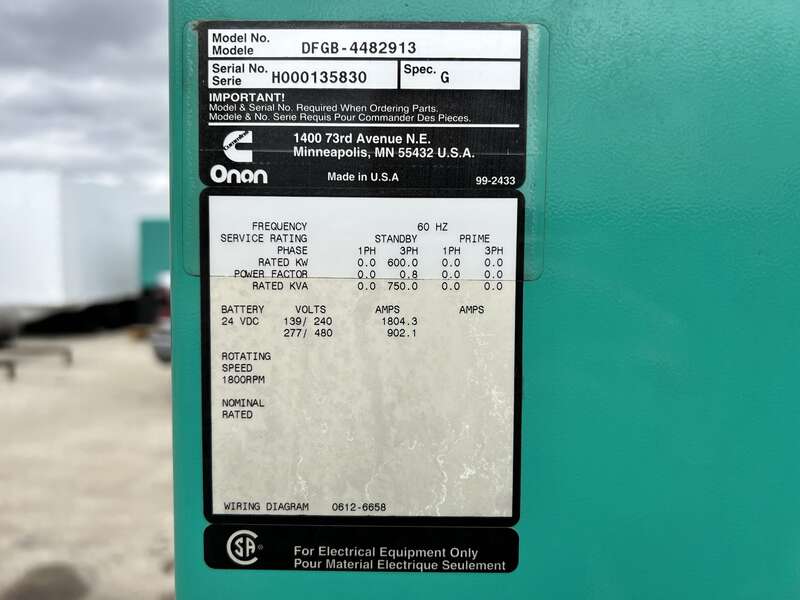 Model No.
Modele DFGB-4482913
Serial No.
Serie H000135830 Spec. G
IMPORTANT!
Model & Serial No. Required When Ordering Parts.
Modele & No. Serie Requis Pour Commander Des Pieces.
1400 73rd Avenue N.E.
Minneapolis, MN 55432 U.S.A.
Onan Made in U.S.A 99-2433
FREQUENCY 60 HZ
SERVICE RATING STANDBY PRIME
PHASE 1PH 3PH 1PH 3PH
RATED KW 0.0 600.0 0.0 0.0
POWER FACTOR 0.0 0.8 0.0 0.0
RATED KVA 0.0 750.0 0.0 0.0
BATTERY VOLTS AMPS AMPS
24 VDC 139/ 240 1804.3
277/ 480 902.1
ROTATING
SPEED
1800RPM
NOMINAL
RATED
WIRING DIAGRAM 0612-6658
SA ® For Electrical Equipment Only
Pour Material Electrique Seulement